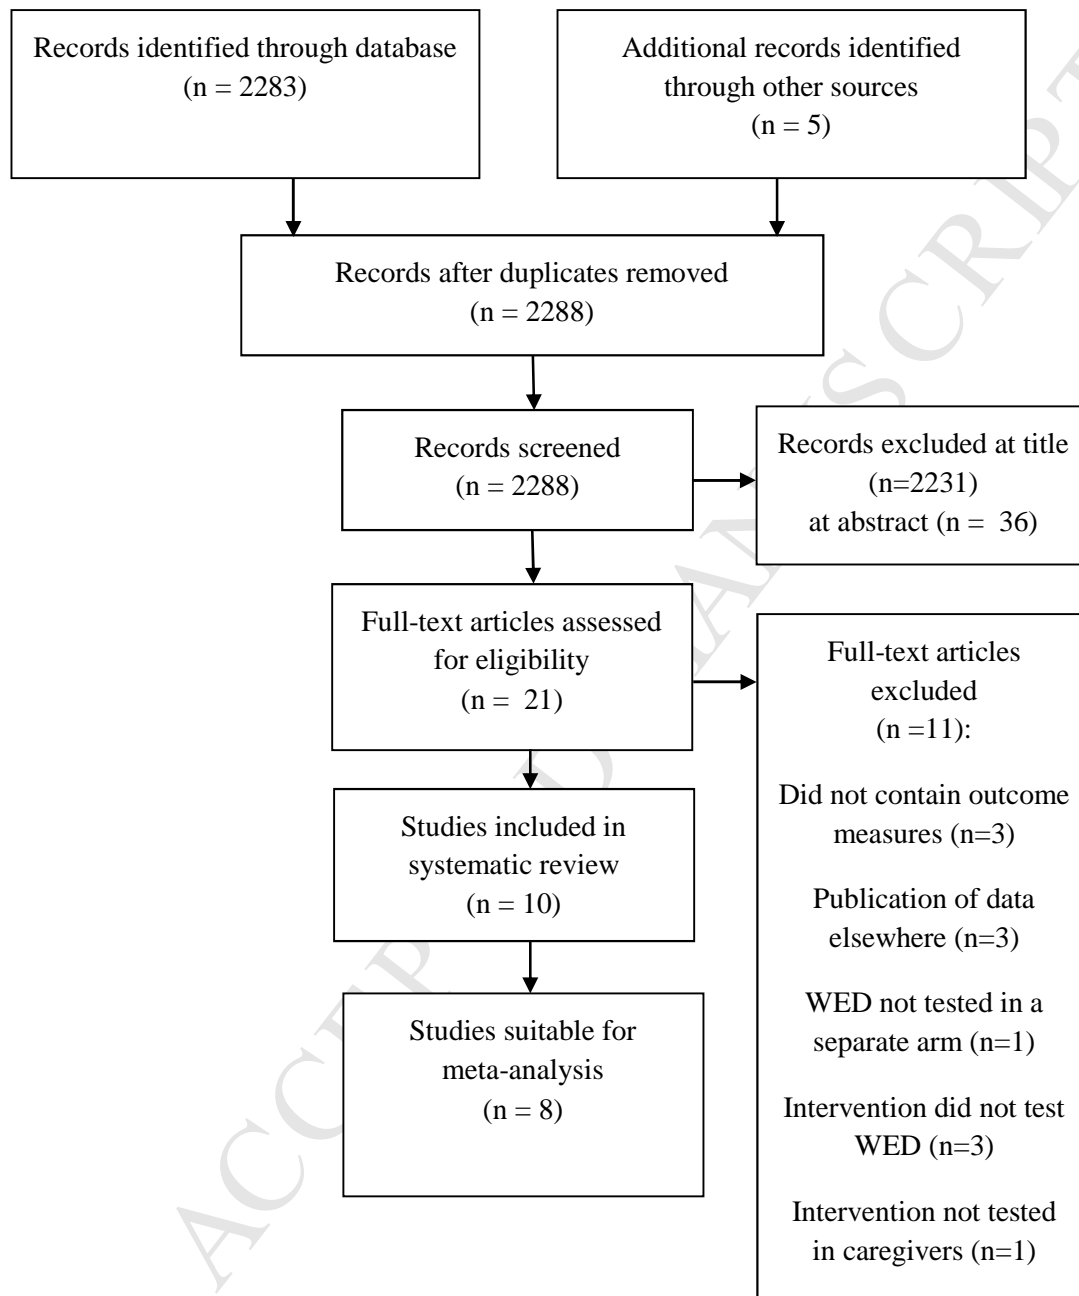 Records identified through database
(n = 2283)
Additional records identified
through other sources
(n = 5)
Records after duplicates removed
(n = 2288)
Records screened
(n = 2288)
Records excluded at title
(n=2231)
at abstract (n =  36)
Full-text articles assessed
for eligibility
(n =  21)
Full-text articles
excluded
(n =11):
Did not contain outcome
measures (n=3)
Publication of data
elsewhere (n=3)
WED not tested in a
separate arm (n=1)
Intervention did not test
WED (n=3)
Intervention not tested
in caregivers (n=1)
Studies included in
systematic review
(n = 10)
Studies suitable for
meta-analysis
(n = 8)